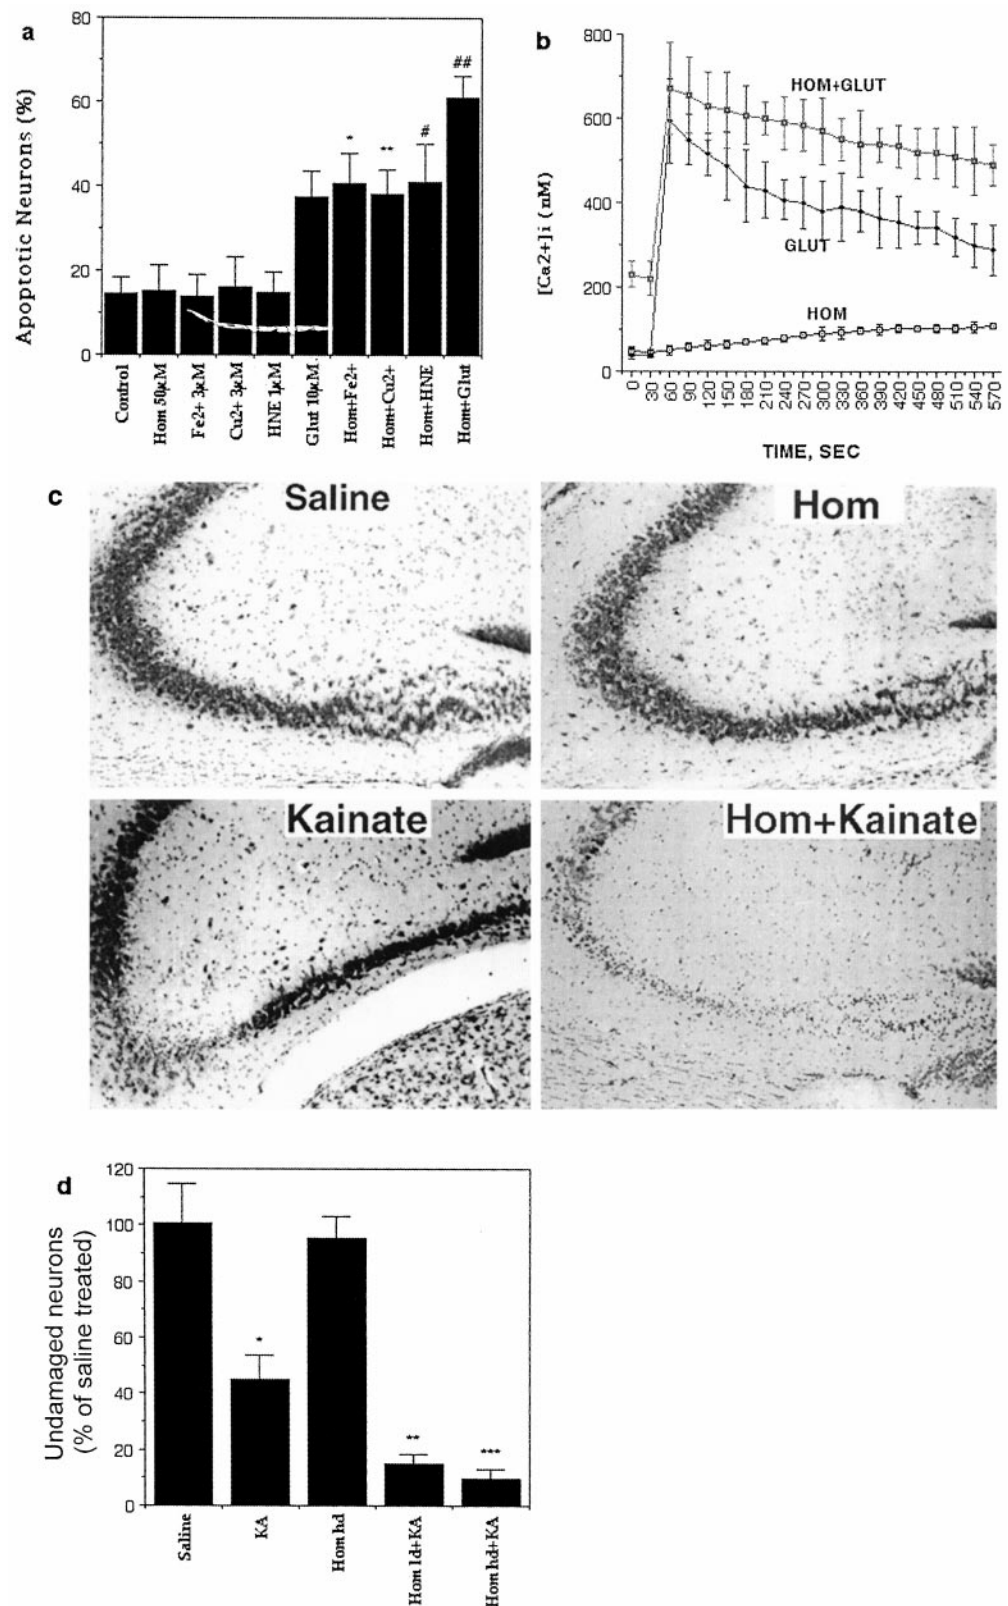 a
Apoptotic Neurons (%)
80
60
40
20
0
*
**
#
##
Control
Hom 50µM
Fe2+ 3µM
Cu2+ 3µM
HNE 1µM
Glut 10µM
Hom+Fe2+
Hom+Cu2+
Hom+HNE
Hom+Glut
b
[Ca2+]i (nM)
800
600
400
200
0
HOM+GLUT
GLUT
HOM
0
30
60
90
120
150
180
210
240
270
300
330
360
390
420
450
480
510
540
570
TIME, SEC
c
Saline
Hom
Kainate
Hom+Kainate
d
Undamaged neurons
(% of saline treated)
120
100
80
60
40
20
0
*
**
***
Saline
KA
Hom hd
Hom ld+KA
Hom hd+KA